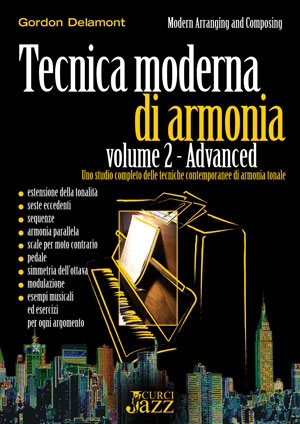 Gordon Delamont
Modern Arranging and Composing
Tecnica moderna
di armonia
volume 2 - Advanced
Uno studio completo delle tecniche contemporanee di armonia tonale
estensione della tonalità
seste eccedenti
sequenze
armonia parallela
scale per moto contrario
pedale
simmetria dell'ottava
modulazione
esempi musicali
ed esercizi
per ogni argomento
CURCI
Jazz